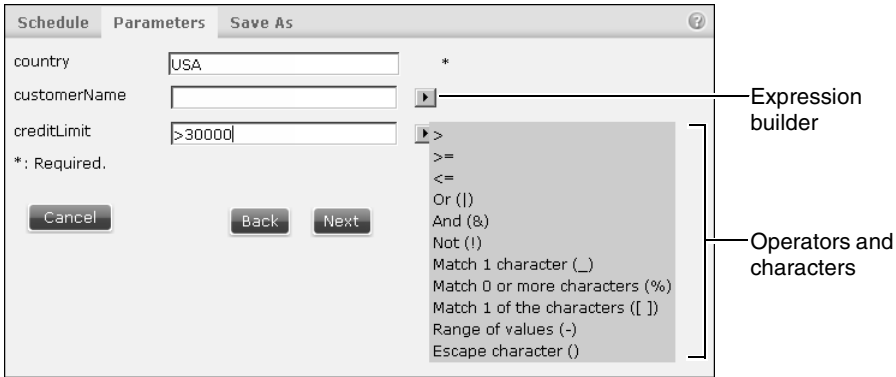 Schedule Parameters Save As ?
country USA *
customerName
Expression
builder
creditLimit >30000
*: Required.
Cancel Back Next
>
>=
<=
Or (|)
And (&)
Not (!)
Match 1 character (_)
Match 0 or more characters (%)
Match 1 of the characters ([ ])
Range of values (-)
Escape character ()
Operators and
characters